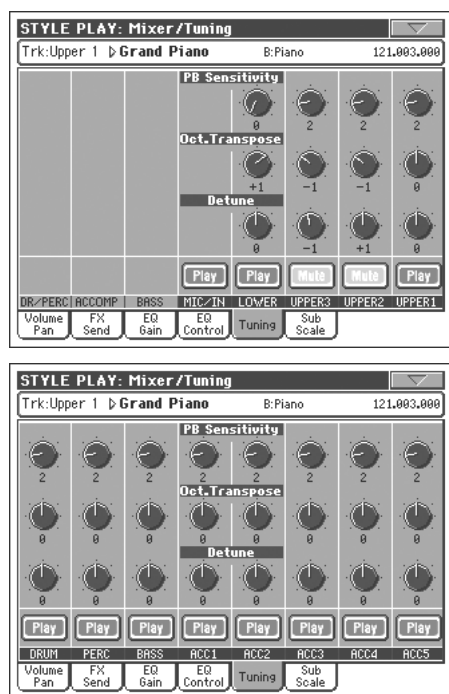 STYLE PLAY: Mixer/Tuning
Trk:Upper 1 Grand Piano B:Piano 121.003.000
PB Sensitivity
0 2 2 2
Oct.Transpose
+1 -1 -1 0
Detune
0 -1 +1 0
Play Play Mute Mute Play
DR/PERC ACCOMP BASS MIC/IN LOWER UPPER3 UPPER2 UPPER1
Volume Pan FX Send EQ Gain EQ Control Tuning Sub Scale
STYLE PLAY: Mixer/Tuning
Trk:Upper 1 Grand Piano B:Piano 121.003.000
PB Sensitivity
2 2 2 2 2 2 2 2
Oct.Transpose
0 0 0 0 0 0 0 0
Detune
0 0 0 0 0 0 0 0
Play Play Play Play Play Play Play Play
DRUM PERC BASS ACC1 ACC2 ACC3 ACC4 ACC5
Volume Pan FX Send EQ Gain EQ Control Tuning Sub Scale